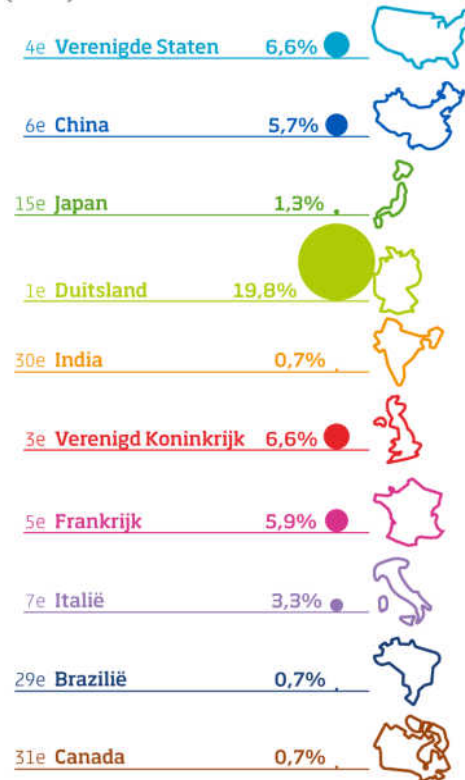 4e Verenigde Staten 6,6%
6e China 5,7%
15e Japan 1,3%
1e Duitsland 19,8%
30e India 0,7%
3e Verenigd Koninkrijk 6,6%
5e Frankrijk 5,9%
7e Italië 3,3%
29e Brazilië 0,7%
31e Canada 0,7%